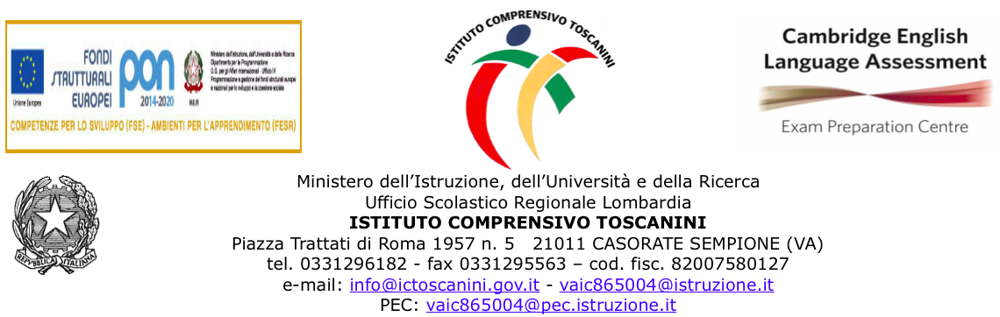 FONDI
STRUTTURALI
EUROPEI
pon
2014-2020
Unione Europea
Ministero dell'Istruzione, dell'Università e della Ricerca
Dipartimento per la Programmazione
D.G. per gli Affari Internazionali - Ufficio IV
Programmazione e gestione dei fondi strutturali europei
e nazionali per lo sviluppo e la coesione sociale
MIUR
COMPETENZE PER LO SVILUPPO (FSE) - AMBIENTI PER L'APPRENDIMENTO (FESR)
ISTITUTO COMPRENSIVO TOSCANINI
Cambridge English
Language Assessment
Exam Preparation Centre
REPVBBLICA ITALIANA
Ministero dell’Istruzione, dell’Università e della Ricerca
Ufficio Scolastico Regionale Lombardia
ISTITUTO COMPRENSIVO TOSCANINI
Piazza Trattati di Roma 1957 n. 5 21011 CASORATE SEMPIONE (VA)
tel. 0331296182 - fax 0331295563 – cod. fisc. 82007580127
e-mail: info@ictoscanini.gov.it - vaic865004@istruzione.it
PEC: vaic865004@pec.istruzione.it